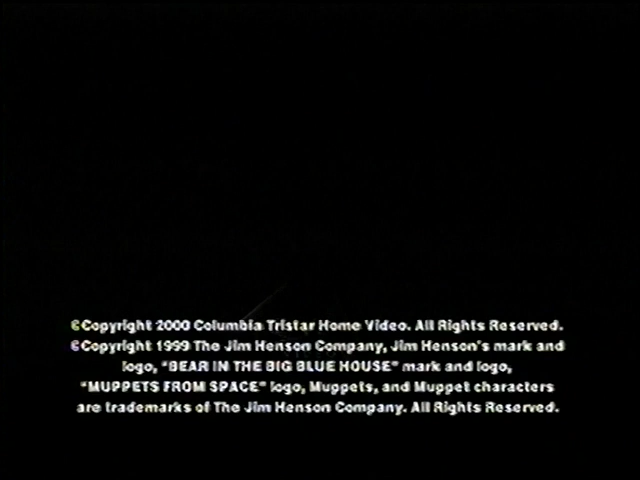 ©Copyright 2000 Columbia Tristar Home Video. All Rights Reserved.
©Copyright 1999 The Jim Henson Company, Jim Henson's mark and
logo, "BEAR IN THE BIG BLUE HOUSE" mark and logo,
"MUPPETS FROM SPACE" logo, Muppets, and Muppet characters
are trademarks of The Jim Henson Company. All Rights Reserved.